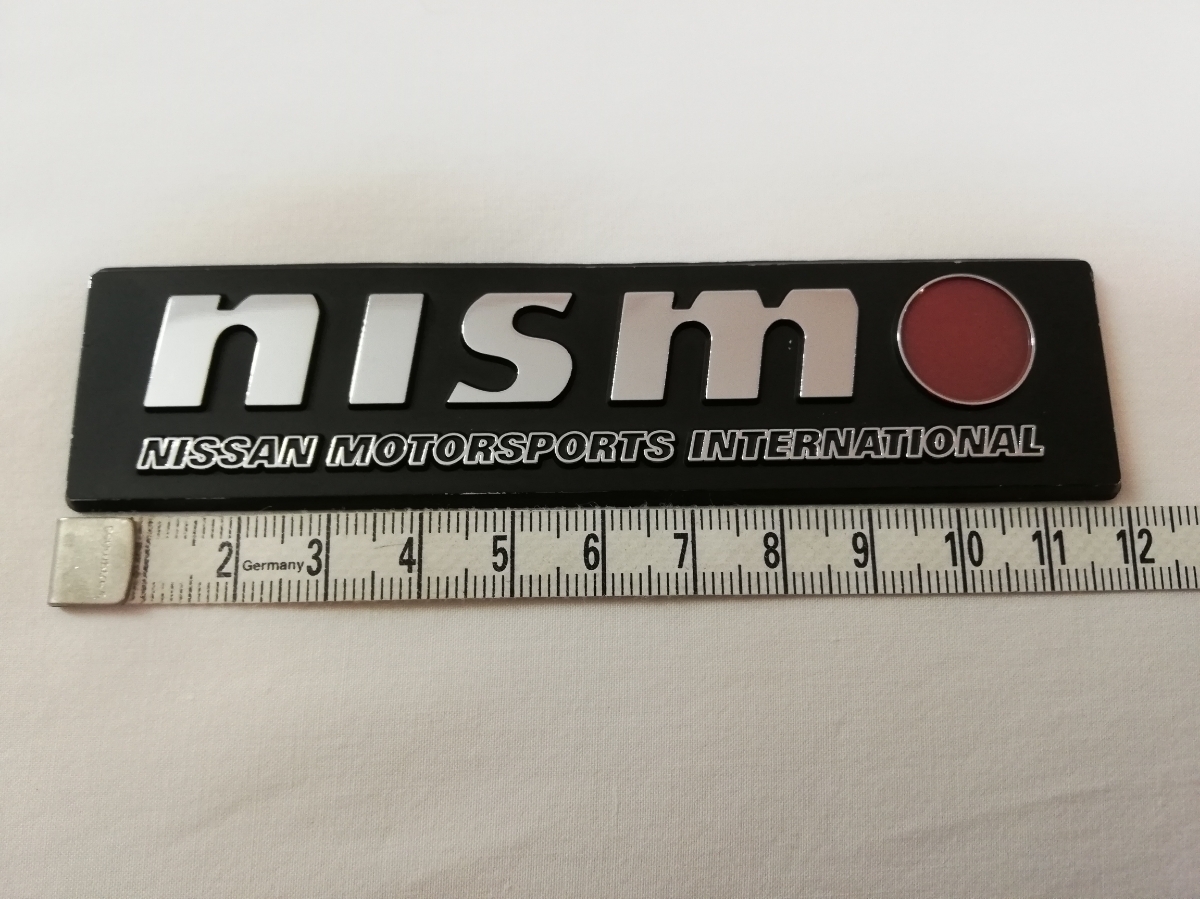 nismo
NISSAN MOTORSPORTS INTERNATIONAL
2 Germany 3 4 5 6 7 8 9 10 11 12